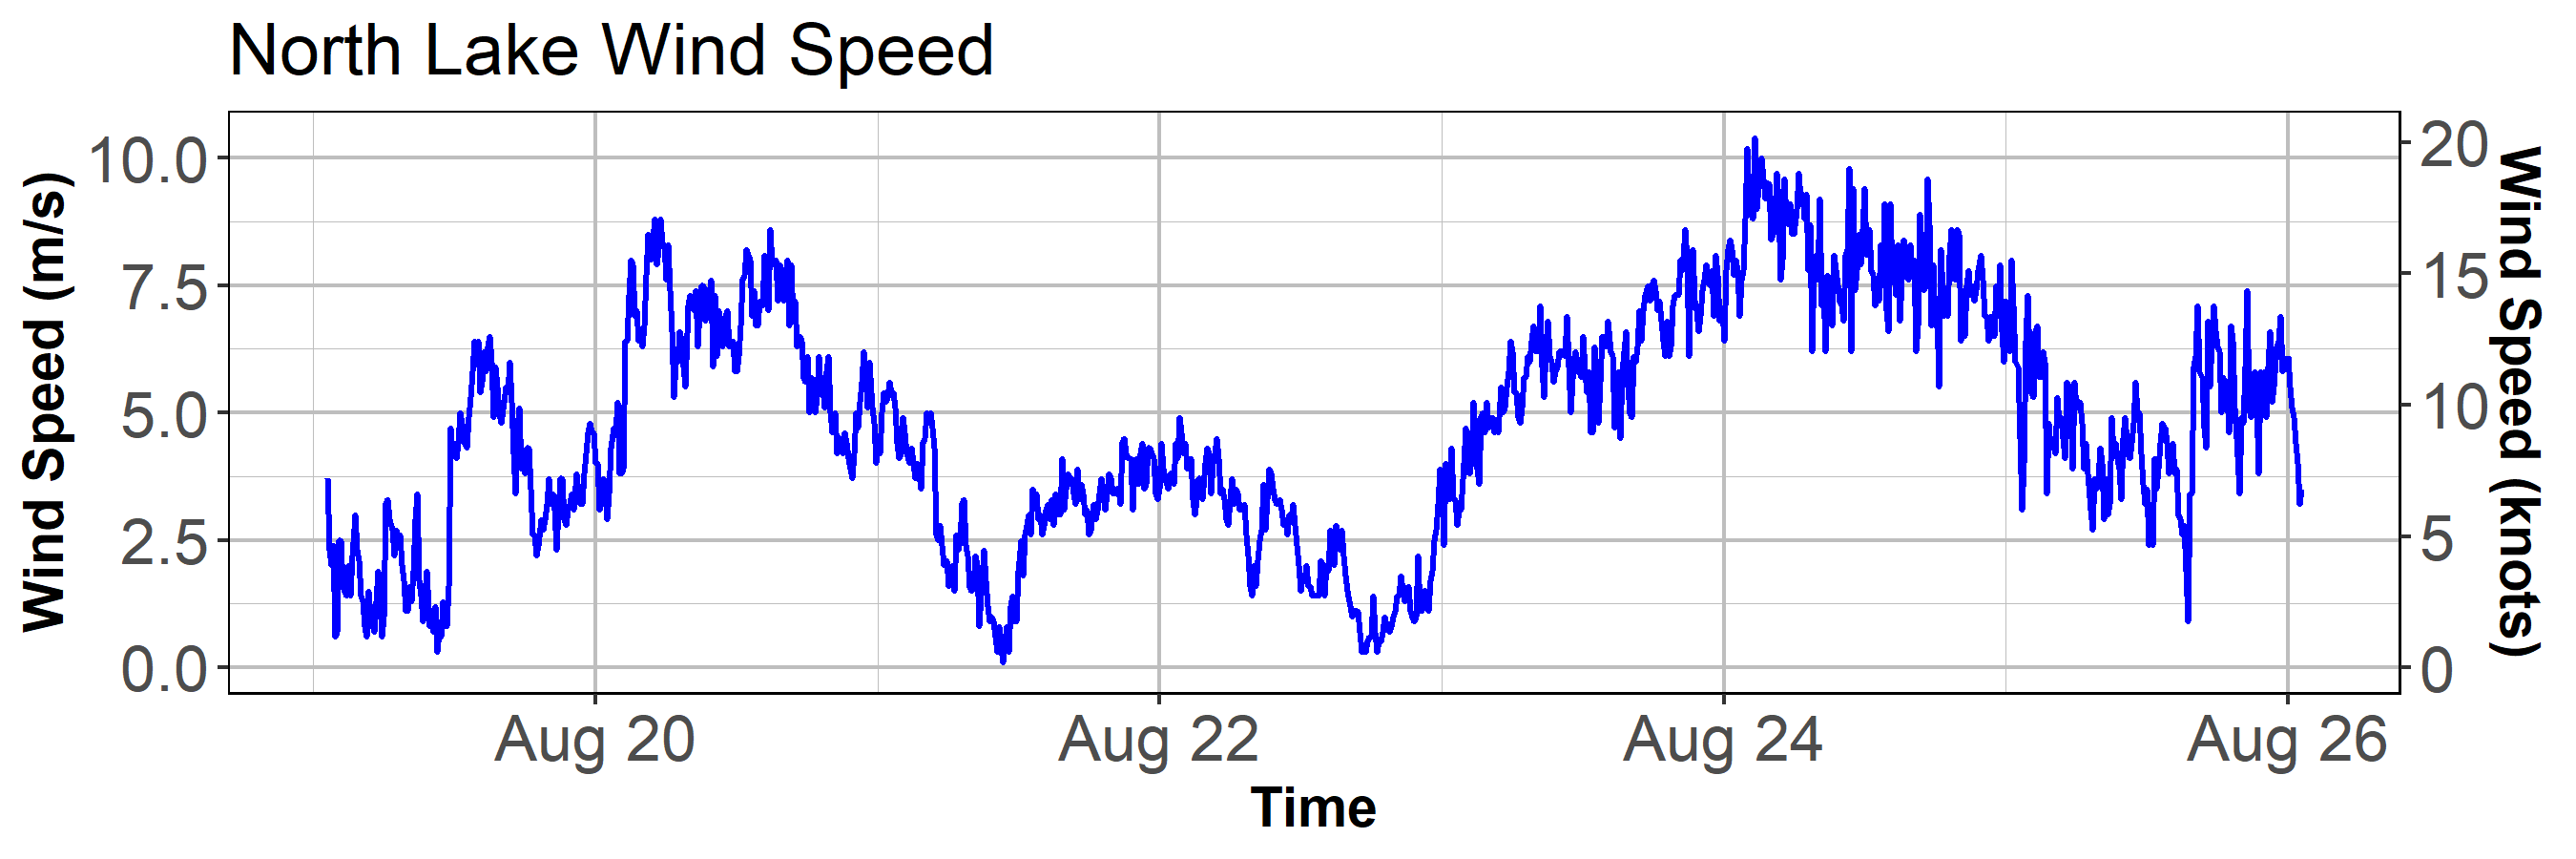 North Lake Wind Speed
Wind Speed (m/s)
10.0
7.5
5.0
2.5
0.0
20
15
10
5
0
Wind Speed (knots)
Aug 20
Aug 22
Aug 24
Aug 26
Time